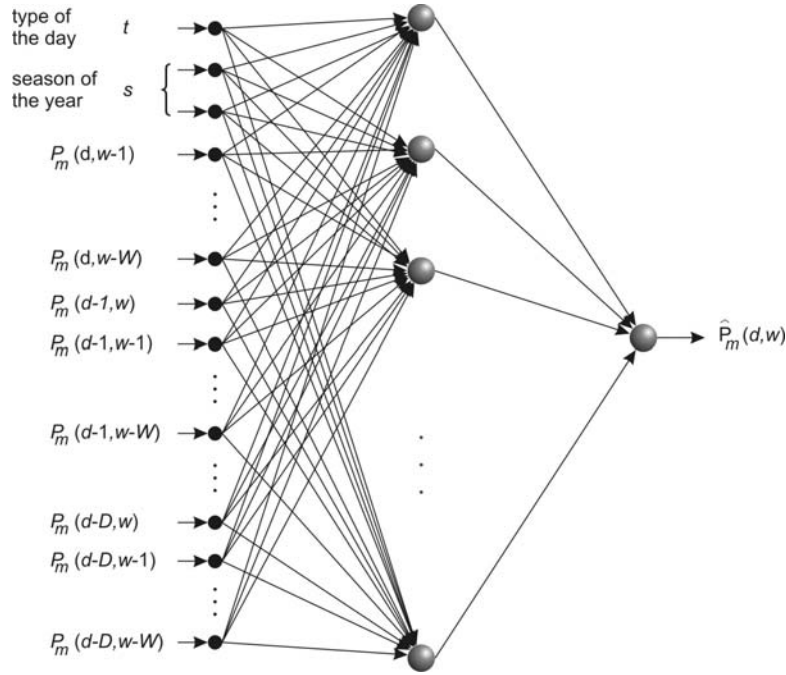 type of
the day t
season of
the year s
P_m (d,w-1)
P_m (d,w-W)
P_m (d-1,w)
P_m (d-1,w-1)
P̂_m (d,w)
P_m (d-1,w-W)
P_m (d-D,w)
P_m (d-D,w-1)
P_m (d-D,w-W)